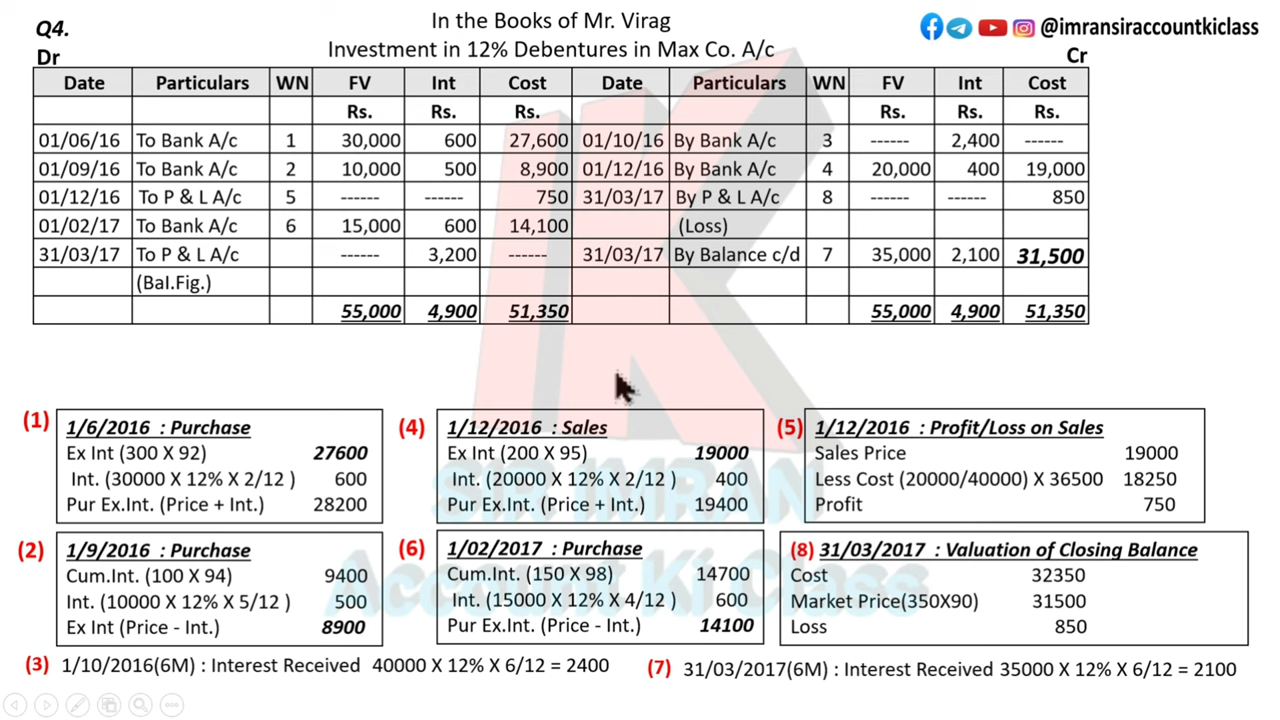 Q4.
In the Books of Mr. Virag
@imransiraccountkiclass
Dr
Investment in 12% Debentures in Max Co. A/c
Cr
Date Particulars WN FV Int Cost Date Particulars WN FV Int Cost
Rs. Rs. Rs. Rs. Rs. Rs.
01/06/16 To Bank A/c 1 30,000 600 27,600 01/10/16 By Bank A/c 3 ------ 2,400 ------
01/09/16 To Bank A/c 2 10,000 500 8,900 01/12/16 By Bank A/c 4 20,000 400 19,000
01/12/16 To P & L A/c 5 ------ ------ 750 31/03/17 By P & L A/c 8 ------ ------ 850
01/02/17 To Bank A/c 6 15,000 600 14,100 (Loss)
31/03/17 To P & L A/c ------ 3,200 ------ 31/03/17 By Balance c/d 7 35,000 2,100 31,500
(Bal.Fig.)
55,000 4,900 51,350 55,000 4,900 51,350
(1) 1/6/2016 : Purchase
Ex Int (300 X 92) 27600
Int. (30000 X 12% X 2/12 ) 600
Pur Ex.Int. (Price + Int.) 28200
(4) 1/12/2016 : Sales
Ex Int (200 X 95) 19000
Int. (20000 X 12% X 2/12 ) 400
Pur Ex.Int. (Price + Int.) 19400
(5) 1/12/2016 : Profit/Loss on Sales
Sales Price 19000
Less Cost (20000/40000) X 36500 18250
Profit 750
(2) 1/9/2016 : Purchase
Cum.Int. (100 X 94) 9400
Int. (10000 X 12% X 5/12 ) 500
Ex Int (Price - Int.) 8900
(6) 1/02/2017 : Purchase
Cum.Int. (150 X 98) 14700
Int. (15000 X 12% X 4/12 ) 600
Pur Ex.Int. (Price - Int.) 14100
(8) 31/03/2017 : Valuation of Closing Balance
Cost 32350
Market Price(350X90) 31500
Loss 850
(3) 1/10/2016(6M) : Interest Received 40000 X 12% X 6/12 = 2400
(7) 31/03/2017(6M) : Interest Received 35000 X 12% X 6/12 = 2100
SIR IMRAN
Account Ki Class